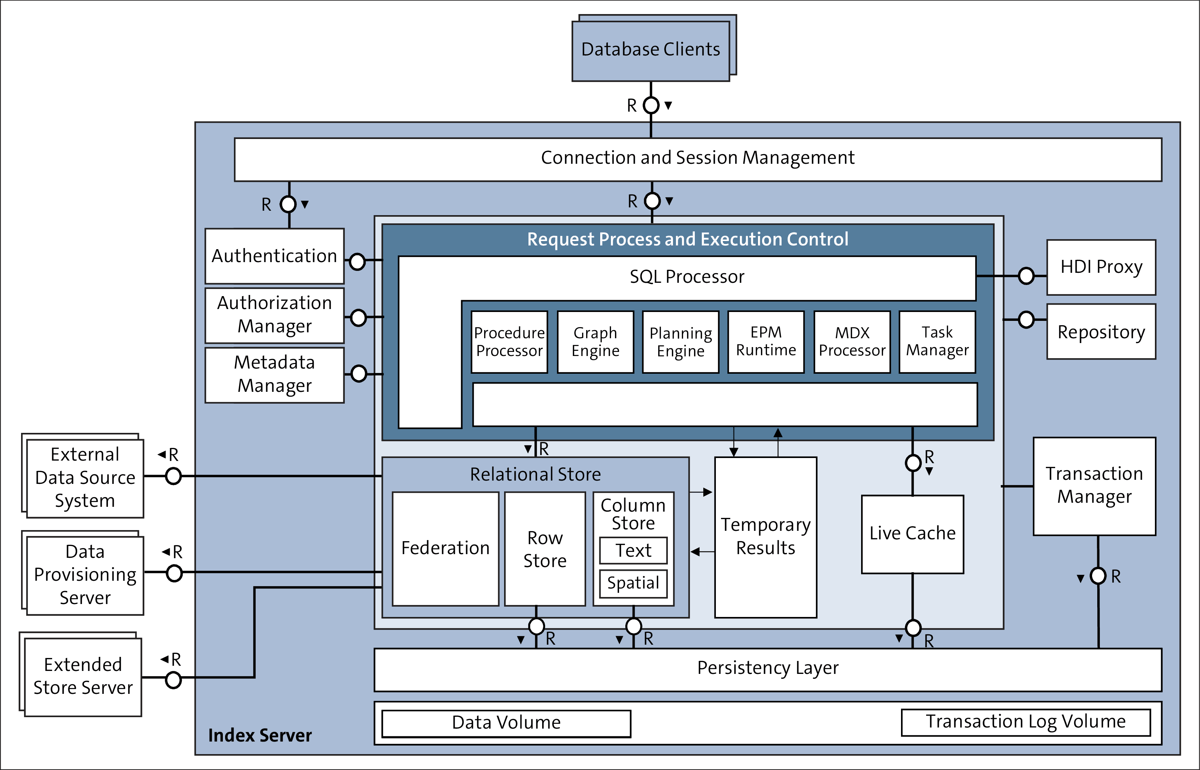 Database Clients
R ▼
Connection and Session Management
R ▼
R ▼
Request Process and Execution Control
Authentication
SQL Processor
HDI Proxy
Authorization
Manager
Procedure
Processor
Graph
Engine
Planning
Engine
EPM
Runtime
MDX
Processor
Task
Manager
Repository
Metadata
Manager
▼ R
R ▼
External
Data Source
System
◄ R
Relational Store
Transaction
Manager
Federation
Row
Store
Column
Store
Text
Spatial
Temporary
Results
Live Cache
Data
Provisioning
Server
◄ R
▼ R
▼ R
▼ R
▼ R
Extended
Store Server
◄ R
Persistency Layer
Data Volume
Transaction Log Volume
Index Server